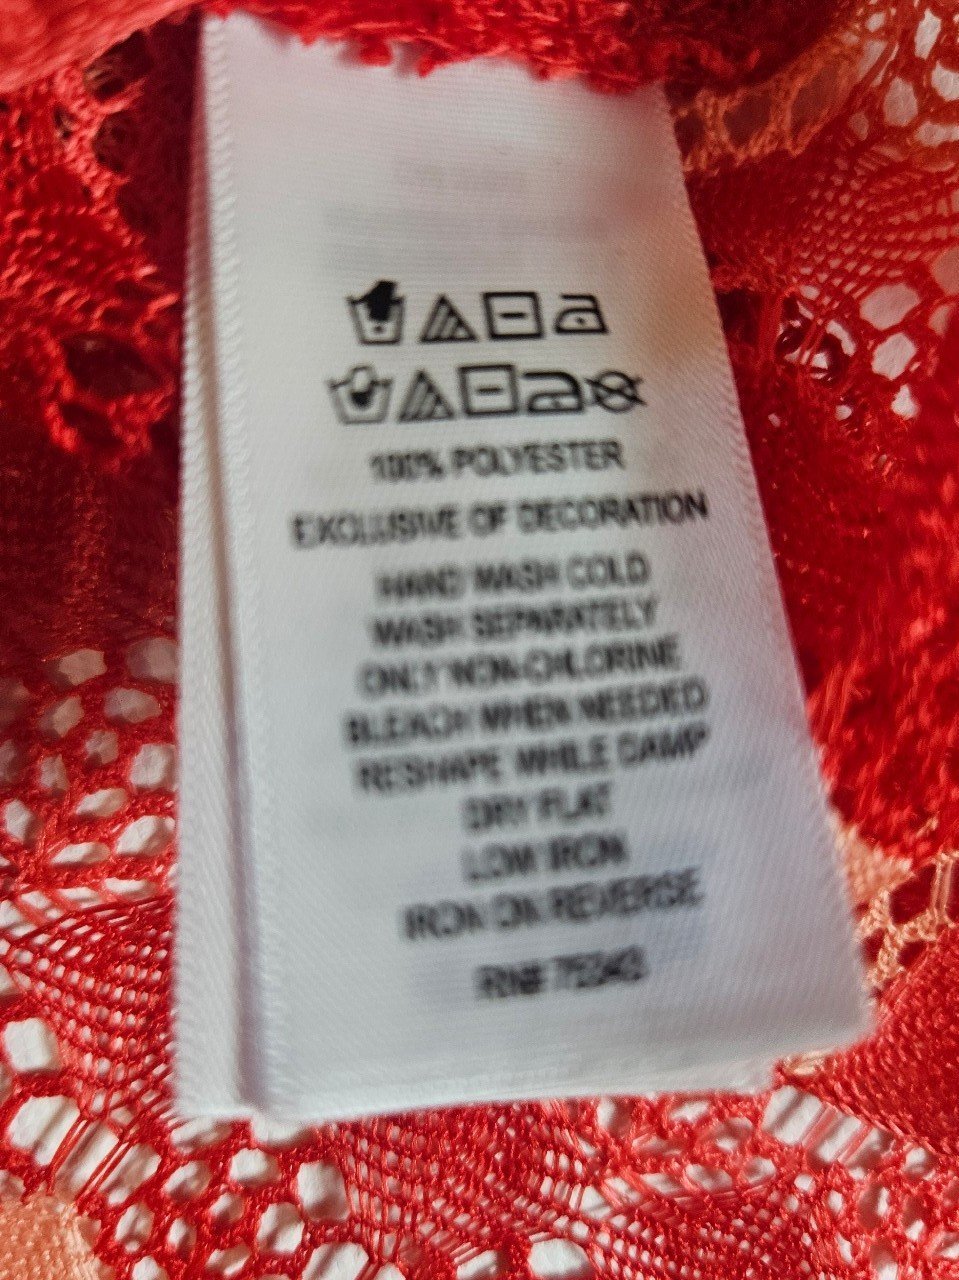 100% POLYESTER
EXCLUSIVE OF DECORATION
HAND WASH COLD
WASH SEPARATELY
ONLY NON-CHLORINE
BLEACH WHEN NEEDED
RESHAPE WHILE DAMP
DRY FLAT
LOW IRON
IRON ON REVERSE
RN#